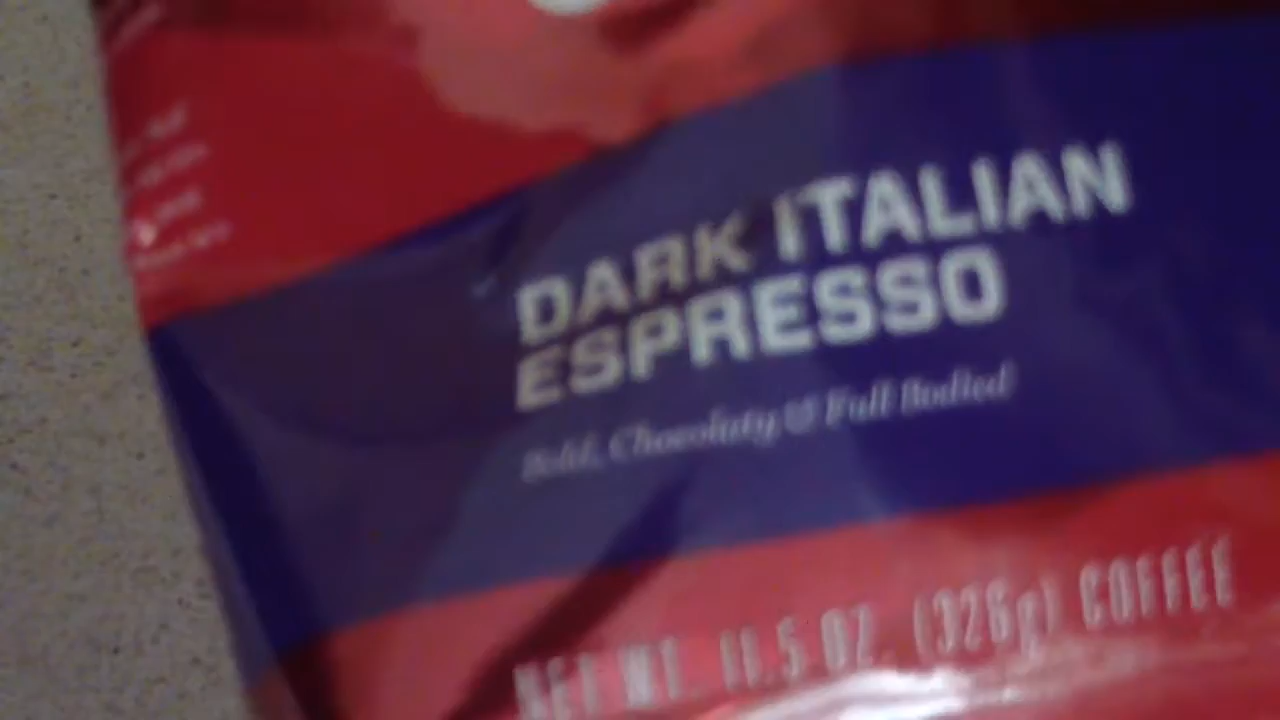 DARK ITALIAN
ESPRESSO
Bold, Chocolaty & Full Bodied
NET WT. 11.5 OZ. (326g) COFFEE